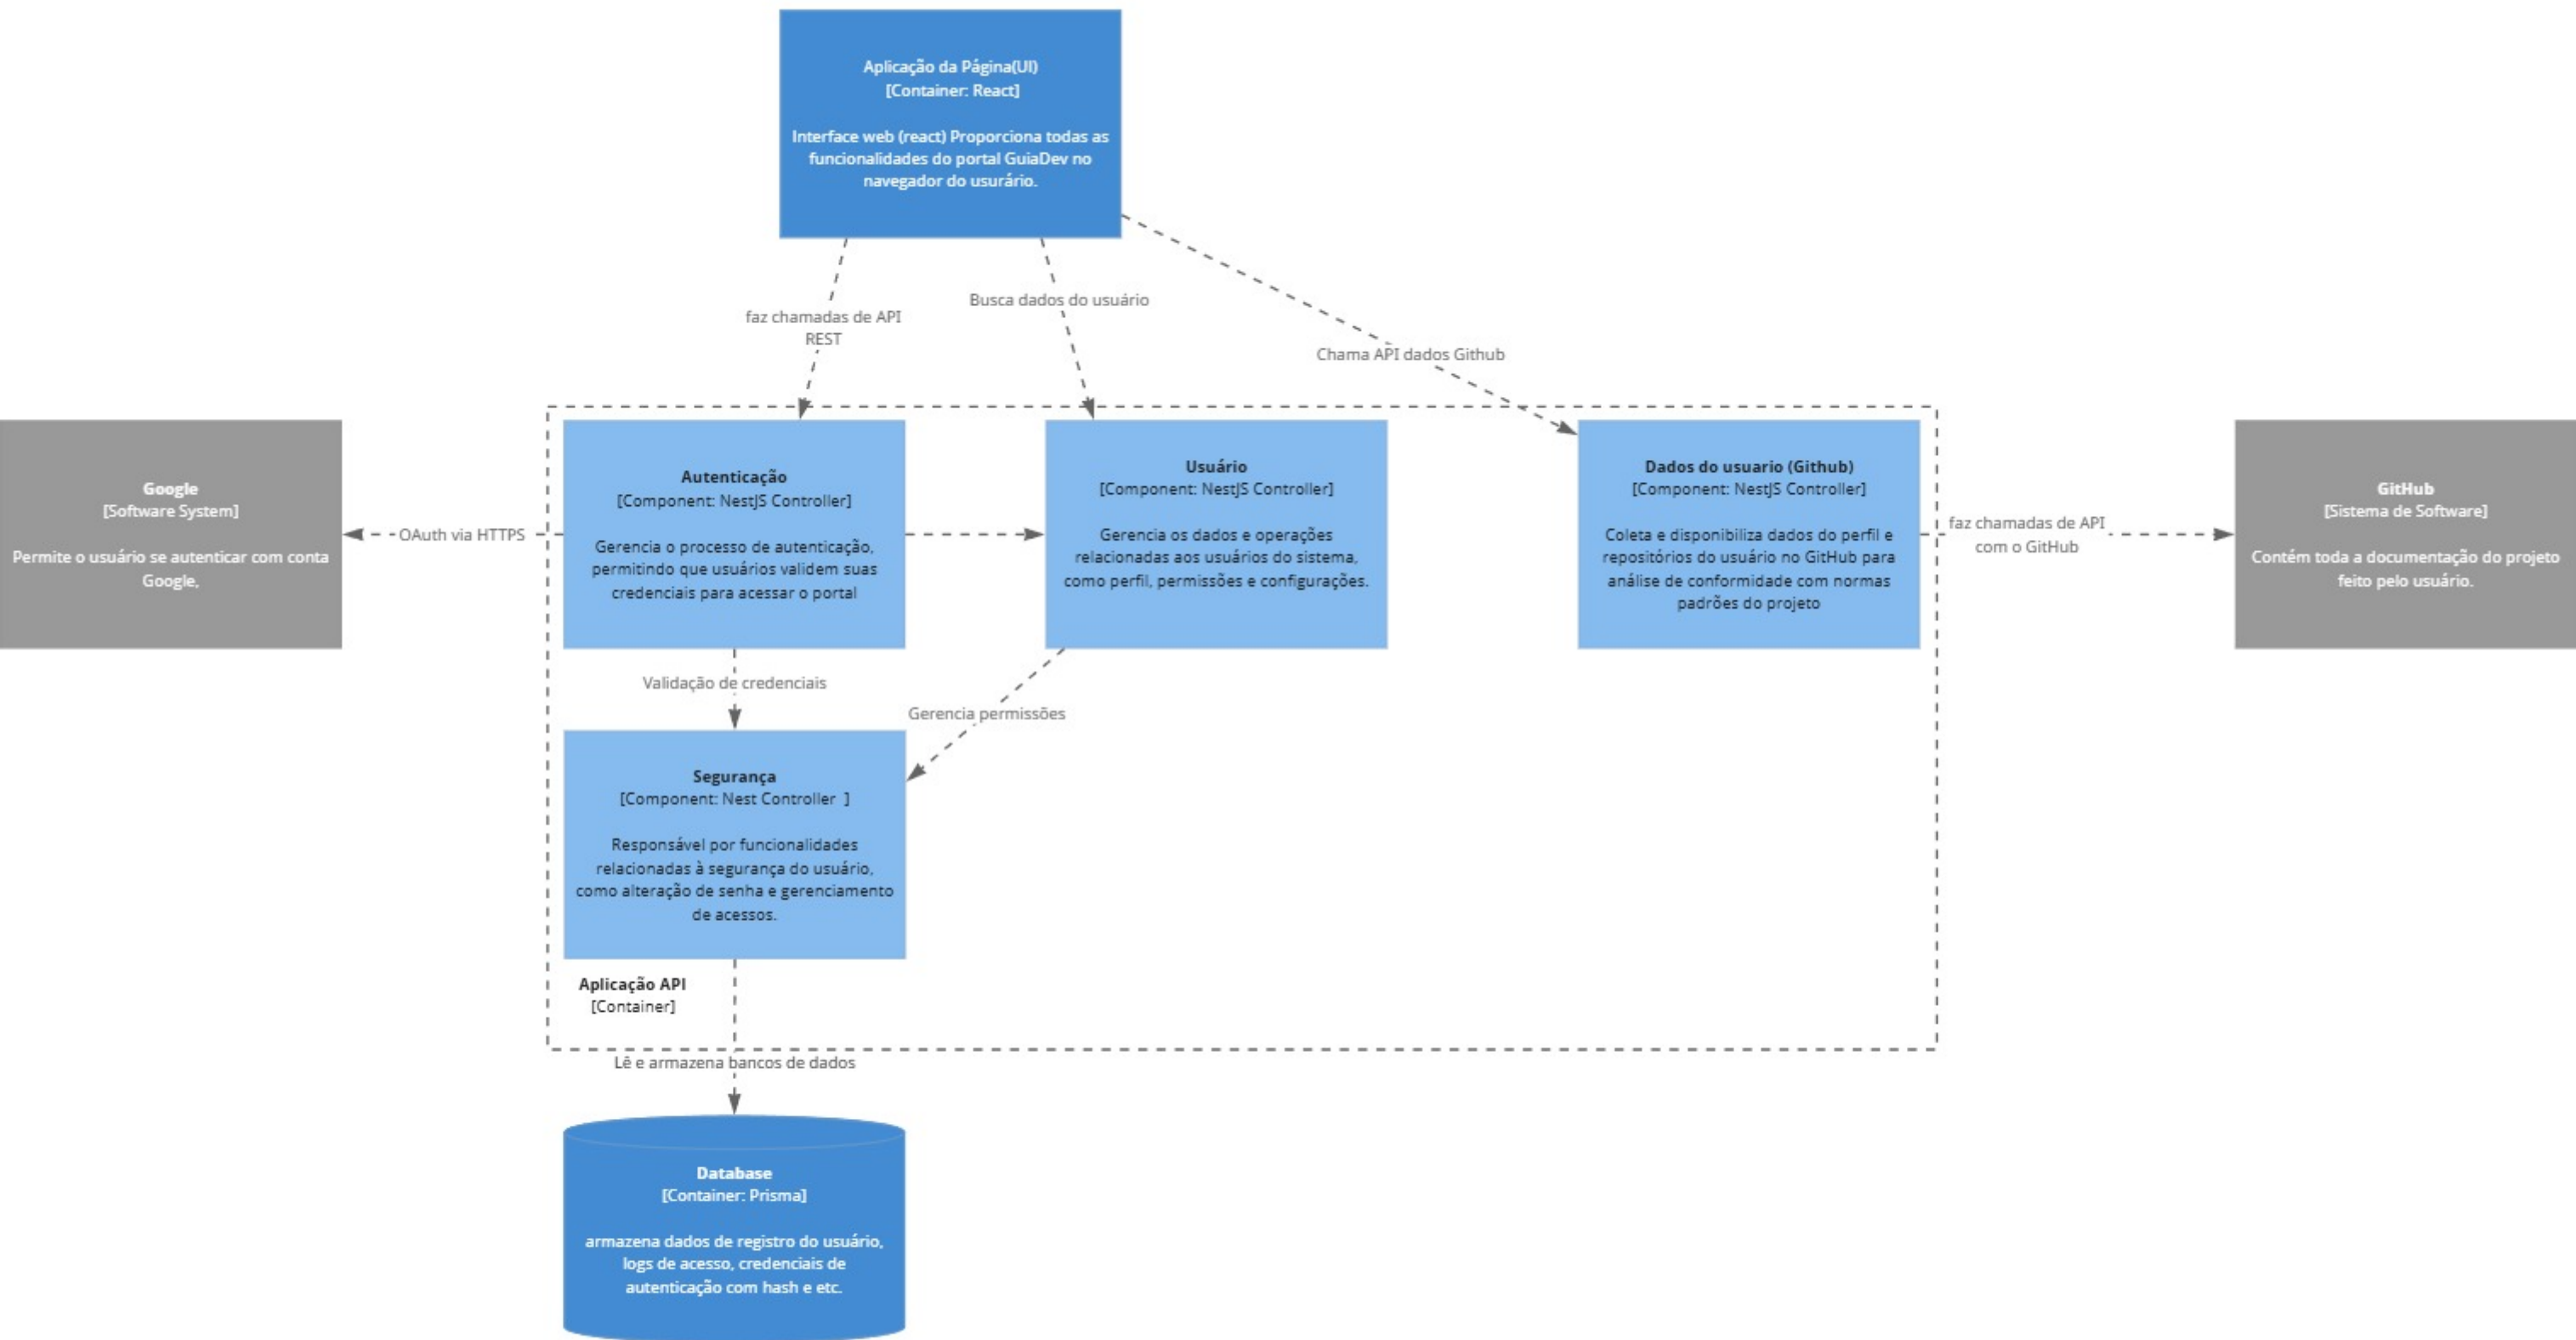 Aplicação da Página(UI)
[Container: React]
Interface web (react) Proporciona todas as
funcionalidades do portal GuiaDev no
navegador do usurário.
faz chamadas de API
REST
Busca dados do usuário
Chama API dados Github
Google
[Software System]
Permite o usuário se autenticar com conta
Google,
OAuth via HTTPS
Autenticação
[Component: NestJS Controller]
Gerencia o processo de autenticação,
permitindo que usuários validem suas
credenciais para acessar o portal
Usuário
[Component: NestJS Controller]
Gerencia os dados e operações
relacionadas aos usuários do sistema,
como perfil, permissões e configurações.
Dados do usuario (Github)
[Component: NestJS Controller]
Coleta e disponibiliza dados do perfil e
repositórios do usuário no GitHub para
análise de conformidade com normas
padrões do projeto
faz chamadas de API
com o GitHub
GitHub
[Sistema de Software]
Contém toda a documentação do projeto
feito pelo usuário.
Validação de credenciais
Gerencia permissões
Segurança
[Component: Nest Controller  ]
Responsável por funcionalidades
relacionadas à segurança do usuário,
como alteração de senha e gerenciamento
de acessos.
Aplicação API
[Container]
Lê e armazena bancos de dados
Database
[Container: Prisma]
armazena dados de registro do usuário,
logs de acesso, credenciais de
autenticação com hash e etc.